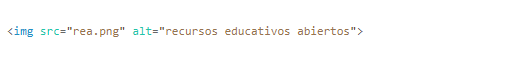 <img src="rea.png" alt="recursos educativos abiertos">